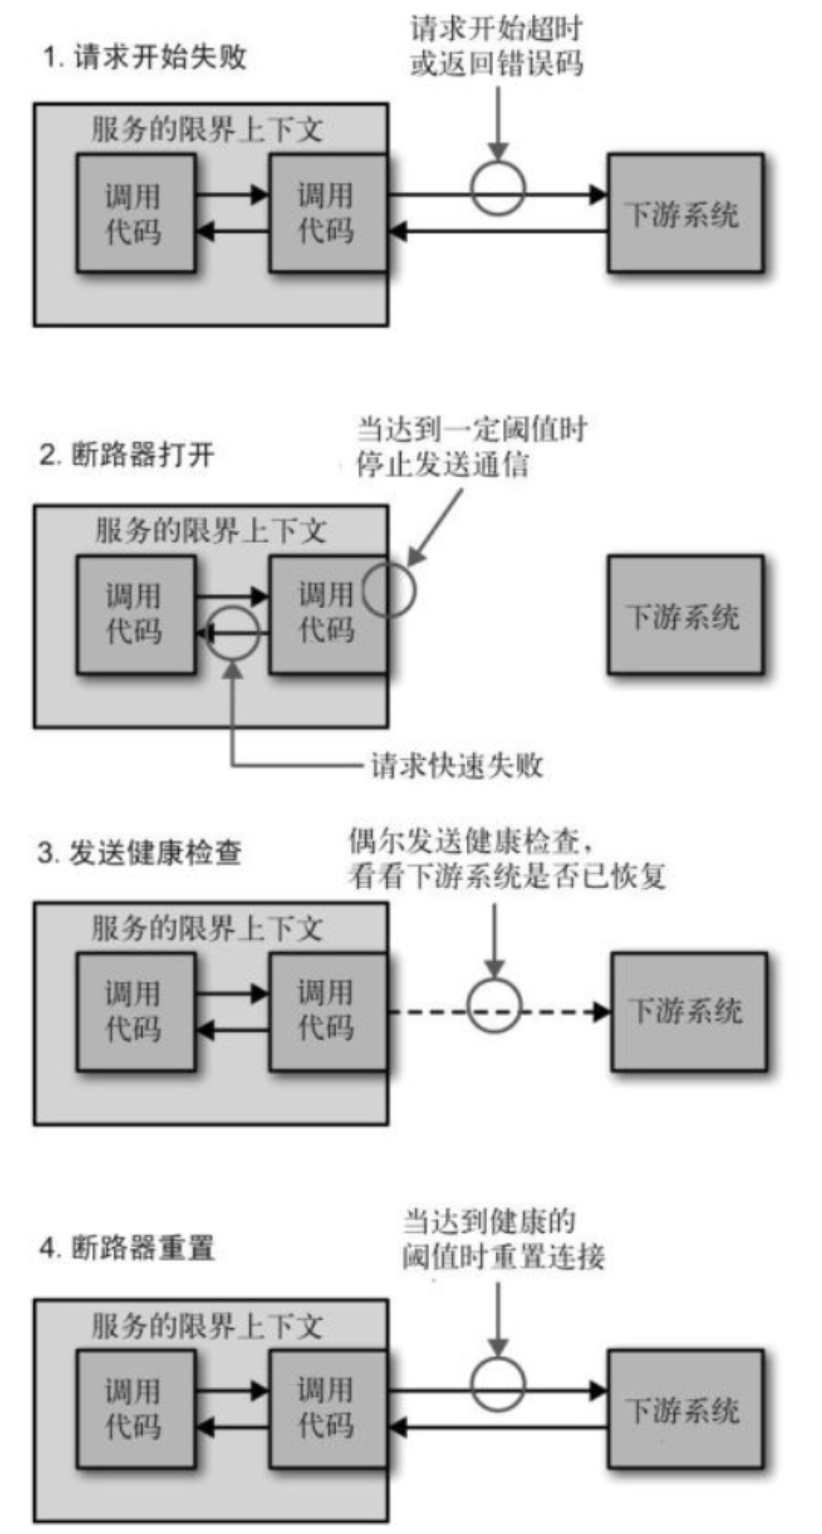 1. 请求开始失败
请求开始超时
或返回错误码
服务的限界上下文
调用
代码
调用
代码
下游系统
2. 断路器打开
当达到一定阈值时
停止发送通信
服务的限界上下文
调用
代码
调用
代码
下游系统
请求快速失败
3. 发送健康检查
偶尔发送健康检查，
看看下游系统是否已恢复
服务的限界上下文
调用
代码
调用
代码
下游系统
4. 断路器重置
当达到健康的
阈值时重置连接
服务的限界上下文
调用
代码
调用
代码
下游系统